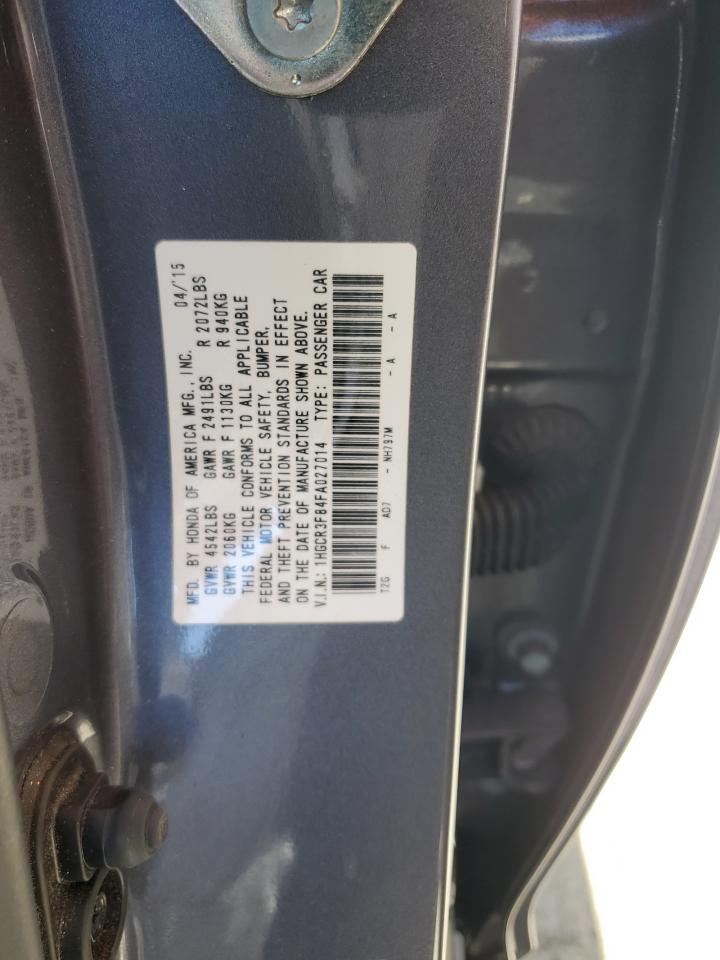 MFD. BY HONDA OF AMERICA MFG., INC. 04/'15
GVWR 4542LBS GAWR F 2491LBS R 2072LBS
GVWR 2060KG GAWR F 1130KG R 940KG
THIS VEHICLE CONFORMS TO ALL APPLICABLE
FEDERAL MOTOR VEHICLE SAFETY, BUMPER,
AND THEFT PREVENTION STANDARDS IN EFFECT
ON THE DATE OF MANUFACTURE SHOWN ABOVE.
V.I.N.: 1HGCR3F84FA027014 TYPE: PASSENGER CAR
T2G F AD7 - NH797M - A - A